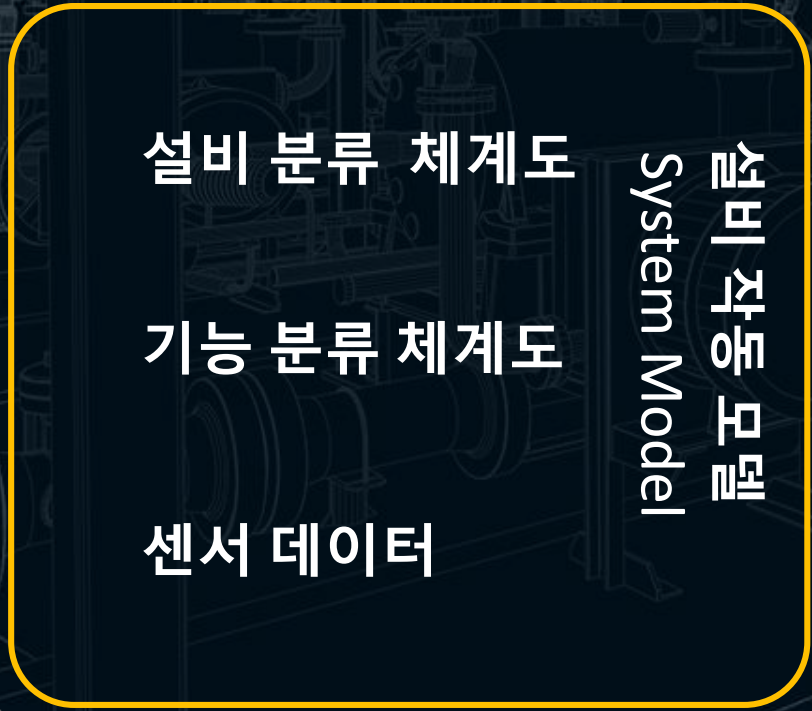 설비 분류 체계도
기능 분류 체계도
센서 데이터
설비 작동 모델
System Model